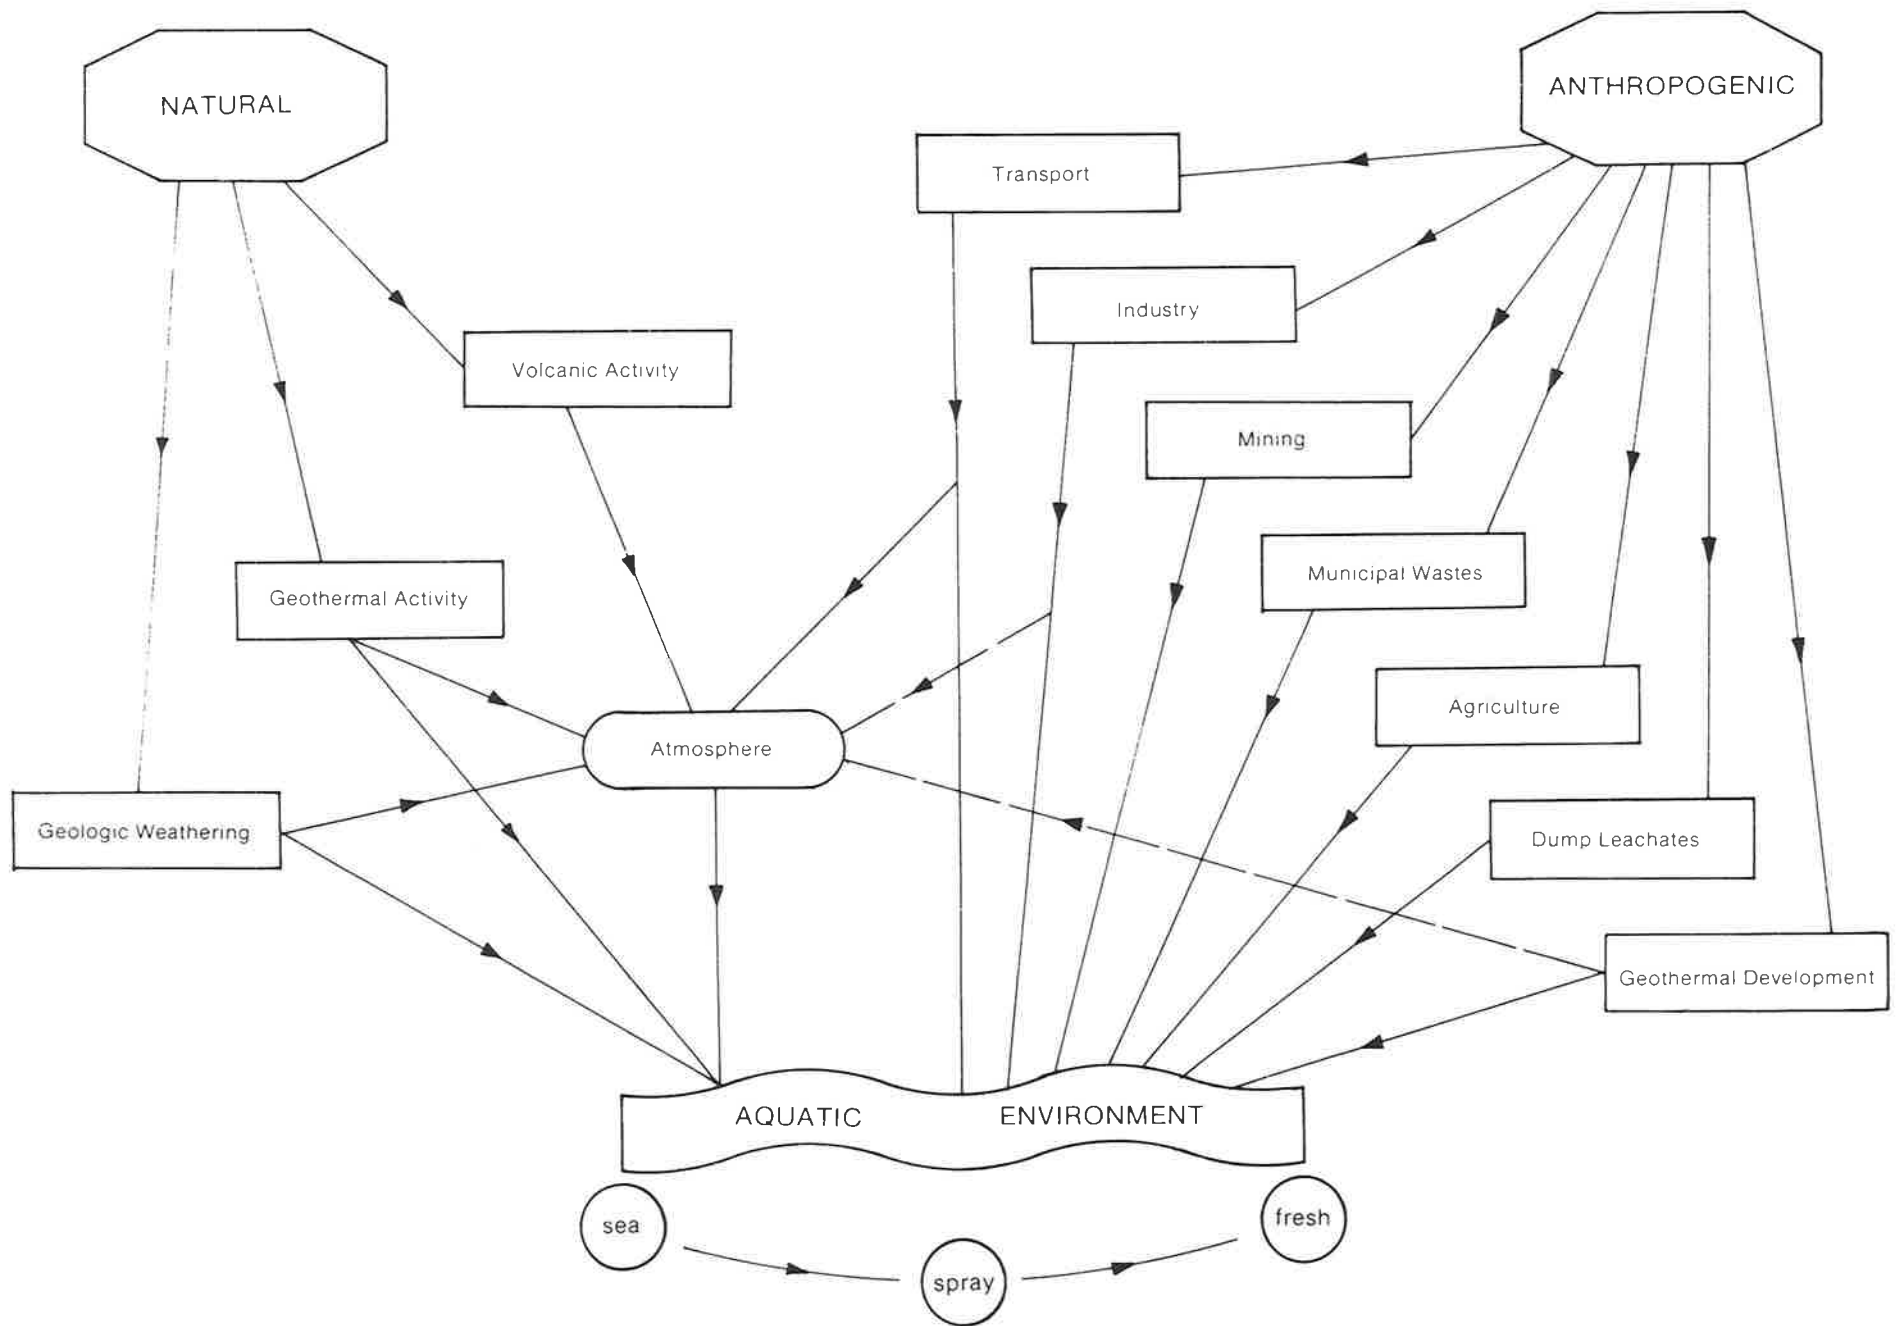 NATURAL
ANTHROPOGENIC
Transport
Industry
Volcanic Activity
Mining
Municipal Wastes
Geothermal Activity
Agriculture
Atmosphere
Geologic Weathering
Dump Leachates
Geothermal Development
AQUATIC ENVIRONMENT
sea
fresh
spray